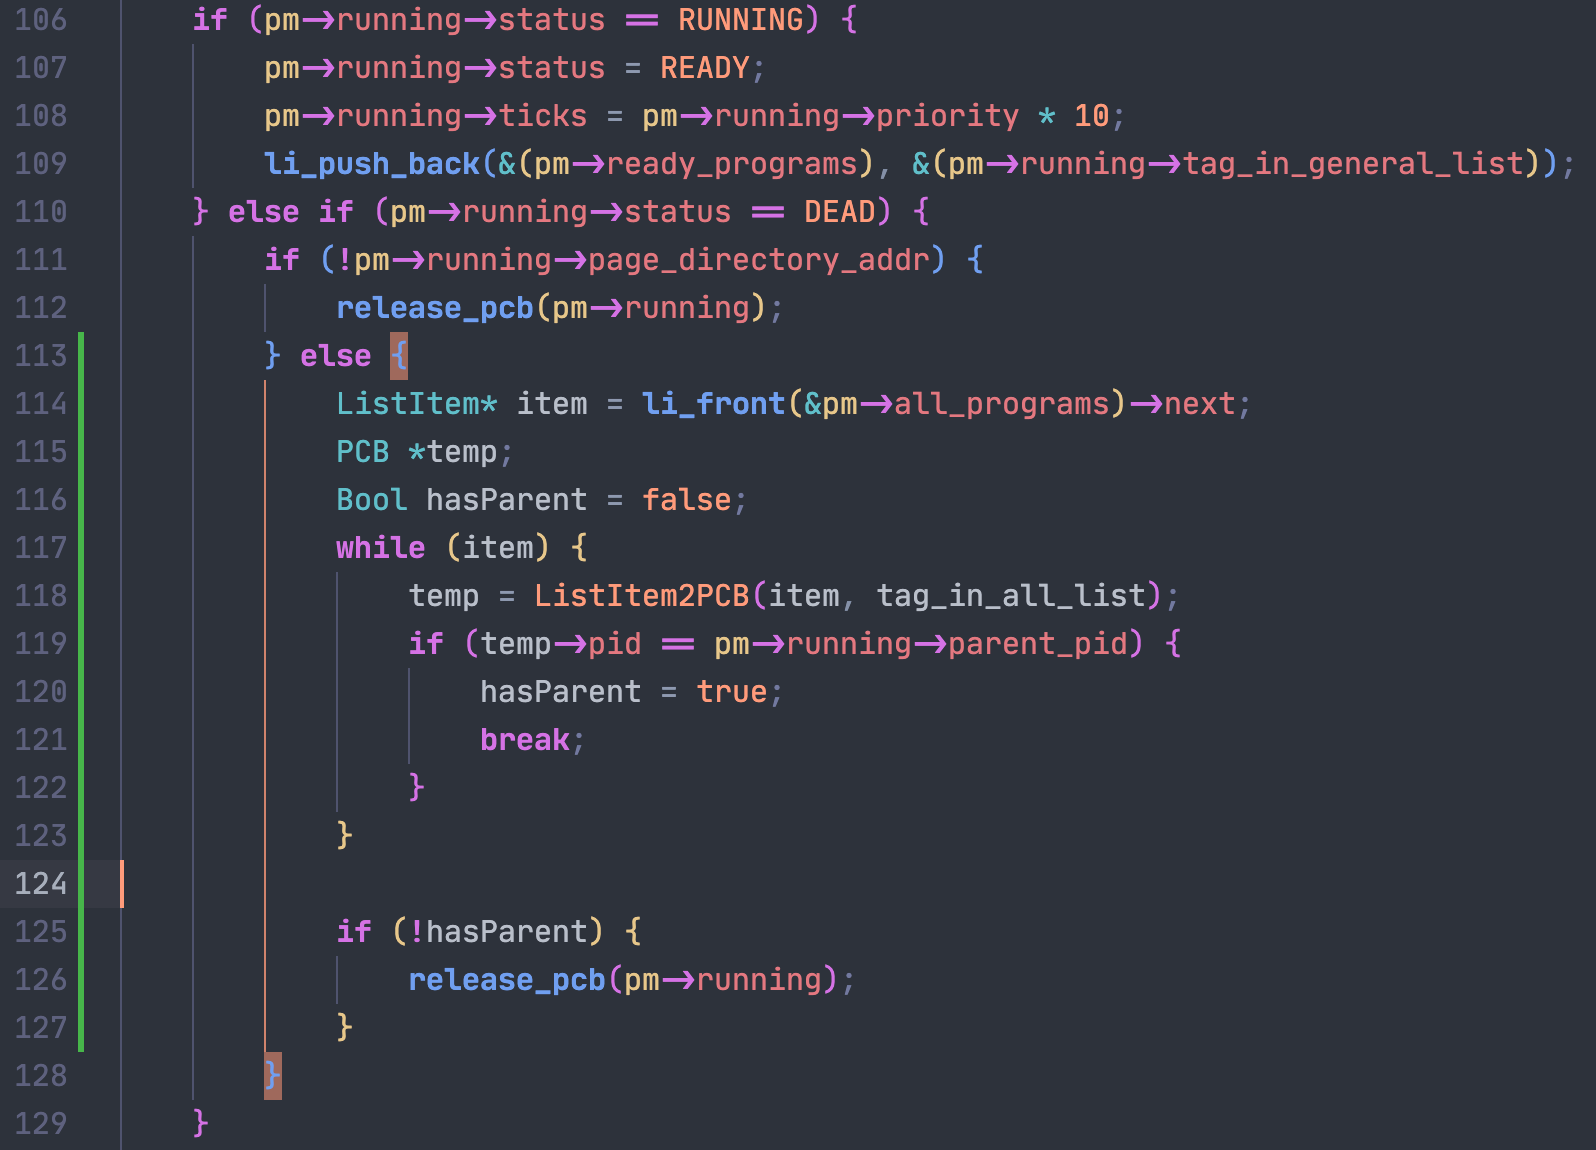 106 if (pm->running->status == RUNNING) {
107 pm->running->status = READY;
108 pm->running->ticks = pm->running->priority * 10;
109 li_push_back(&(pm->ready_programs), &(pm->running->tag_in_general_list));
110 } else if (pm->running->status == DEAD) {
111 if (!pm->running->page_directory_addr) {
112 release_pcb(pm->running);
113 } else {
114 ListItem* item = li_front(&pm->all_programs)->next;
115 PCB *temp;
116 Bool hasParent = false;
117 while (item) {
118 temp = ListItem2PCB(item, tag_in_all_list);
119 if (temp->pid == pm->running->parent_pid) {
120 hasParent = true;
121 break;
122 }
123 }
124
125 if (!hasParent) {
126 release_pcb(pm->running);
127 }
128 }
129 }